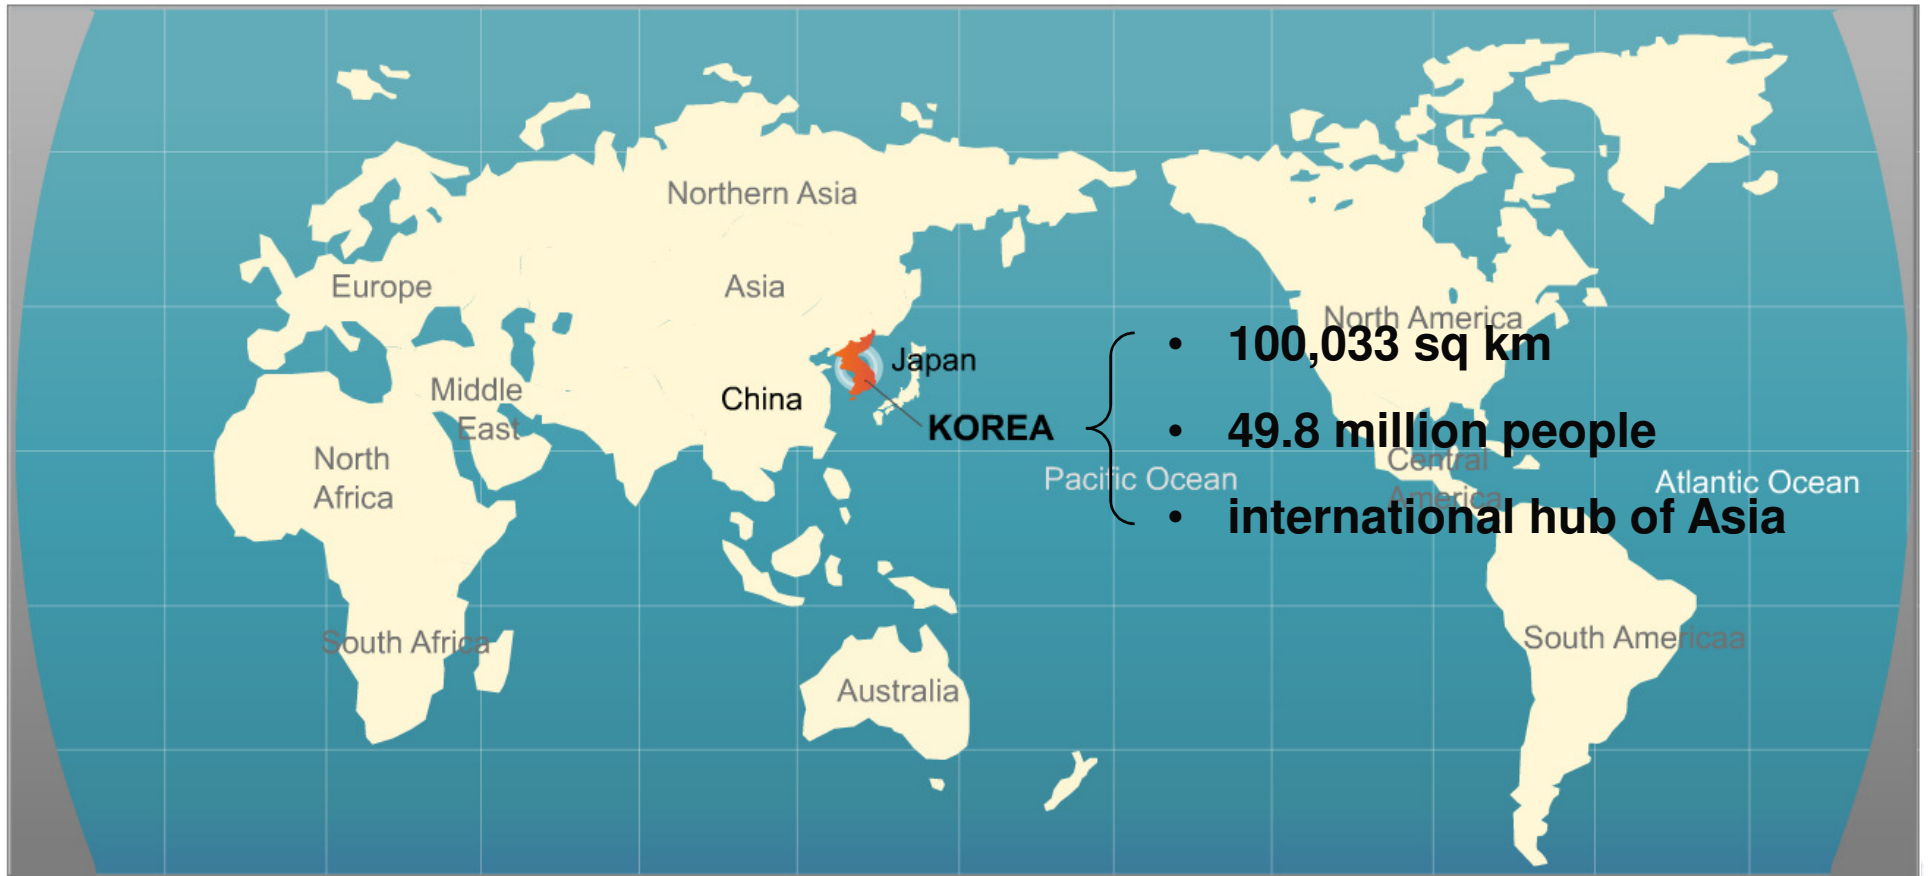 Northern Asia
Europe
Asia
North America
• 100,033 sq km
Japan
Middle
East
China
KOREA
• 49.8 million people
North
Africa
Central
America
Pacific Ocean
Atlantic Ocean
• international hub of Asia
South Africa
South Americaa
Australia